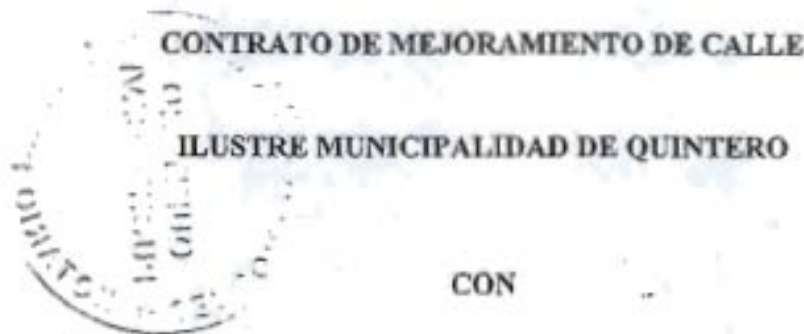 CONTRATO DE MEJORAMIENTO DE CALLE
ILUSTRE MUNICIPALIDAD DE QUINTERO
CON